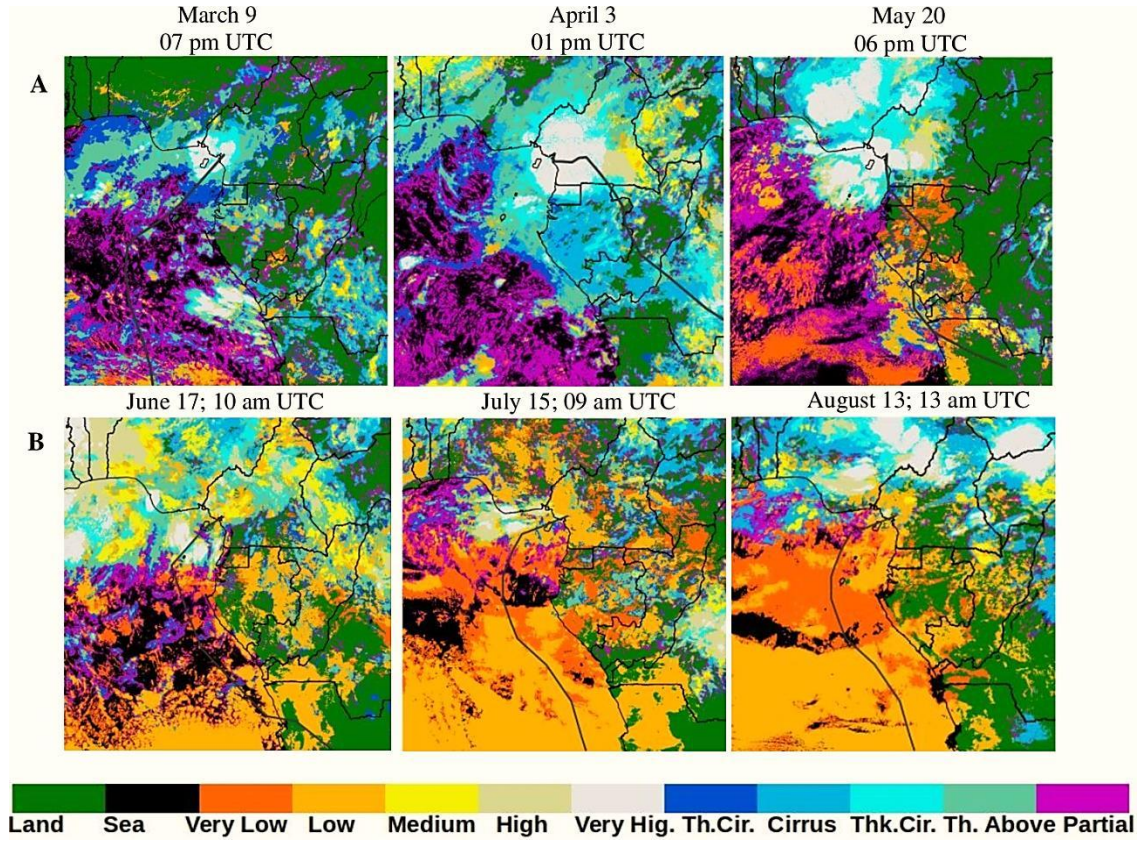 March 9
07 pm UTC
April 3
01 pm UTC
May 20
06 pm UTC
A
June 17; 10 am UTC
July 15; 09 am UTC
August 13; 13 am UTC
B
Land Sea Very Low Low Medium High Very Hig. Th.Cir. Cirrus Thk.Cir. Th. Above Partial